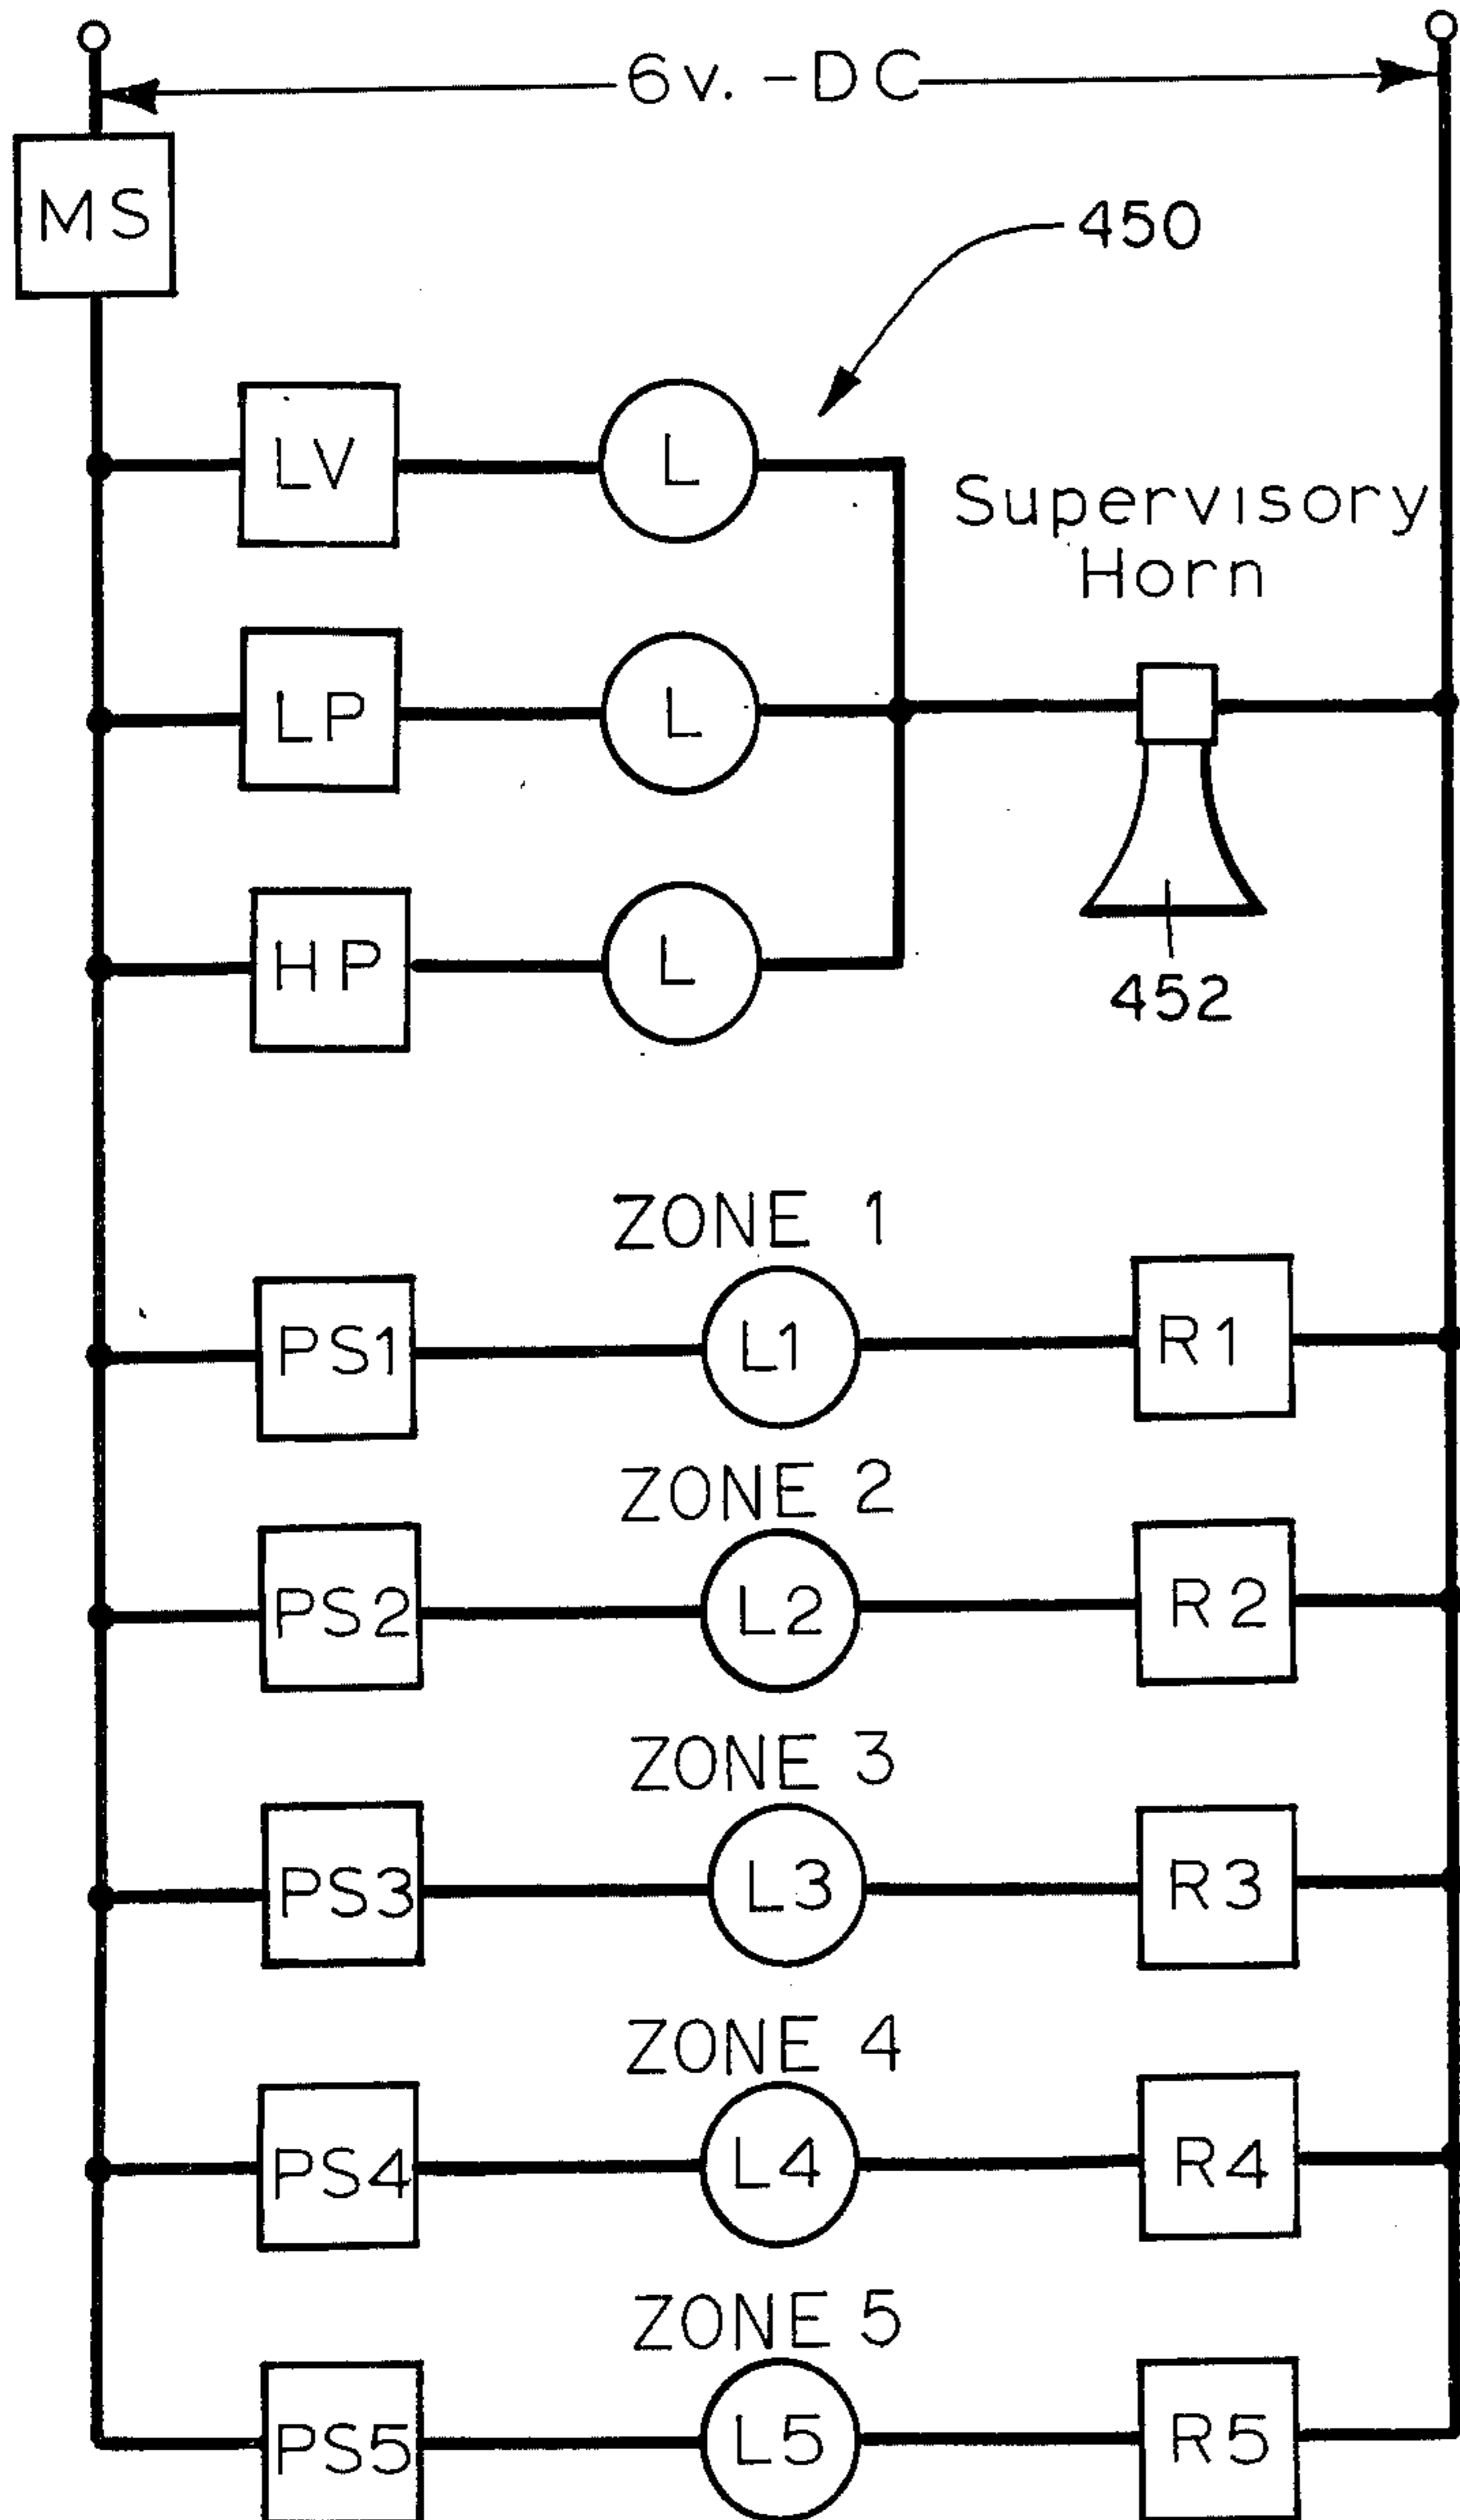 6v. -DC
MS
450
LV
L
Supervisory
Horn
LP
L
HP
L
452
ZONE 1
PS1
L1
R1
ZONE 2
PS2
L2
R2
ZONE 3
PS3
L3
R3
ZONE 4
PS4
L4
R4
ZONE 5
PS5
L5
R5